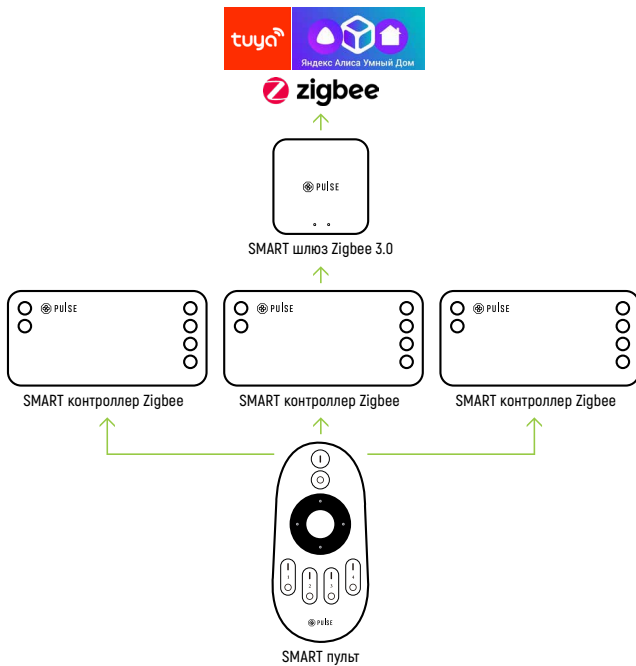 tuya
Яндекс Алиса Умный Дом
zigbee
PULSE
SMART шлюз Zigbee 3.0
PULSE
PULSE
PULSE
SMART контроллер Zigbee
SMART контроллер Zigbee
SMART контроллер Zigbee
1
2
3
4
PULSE
SMART пульт